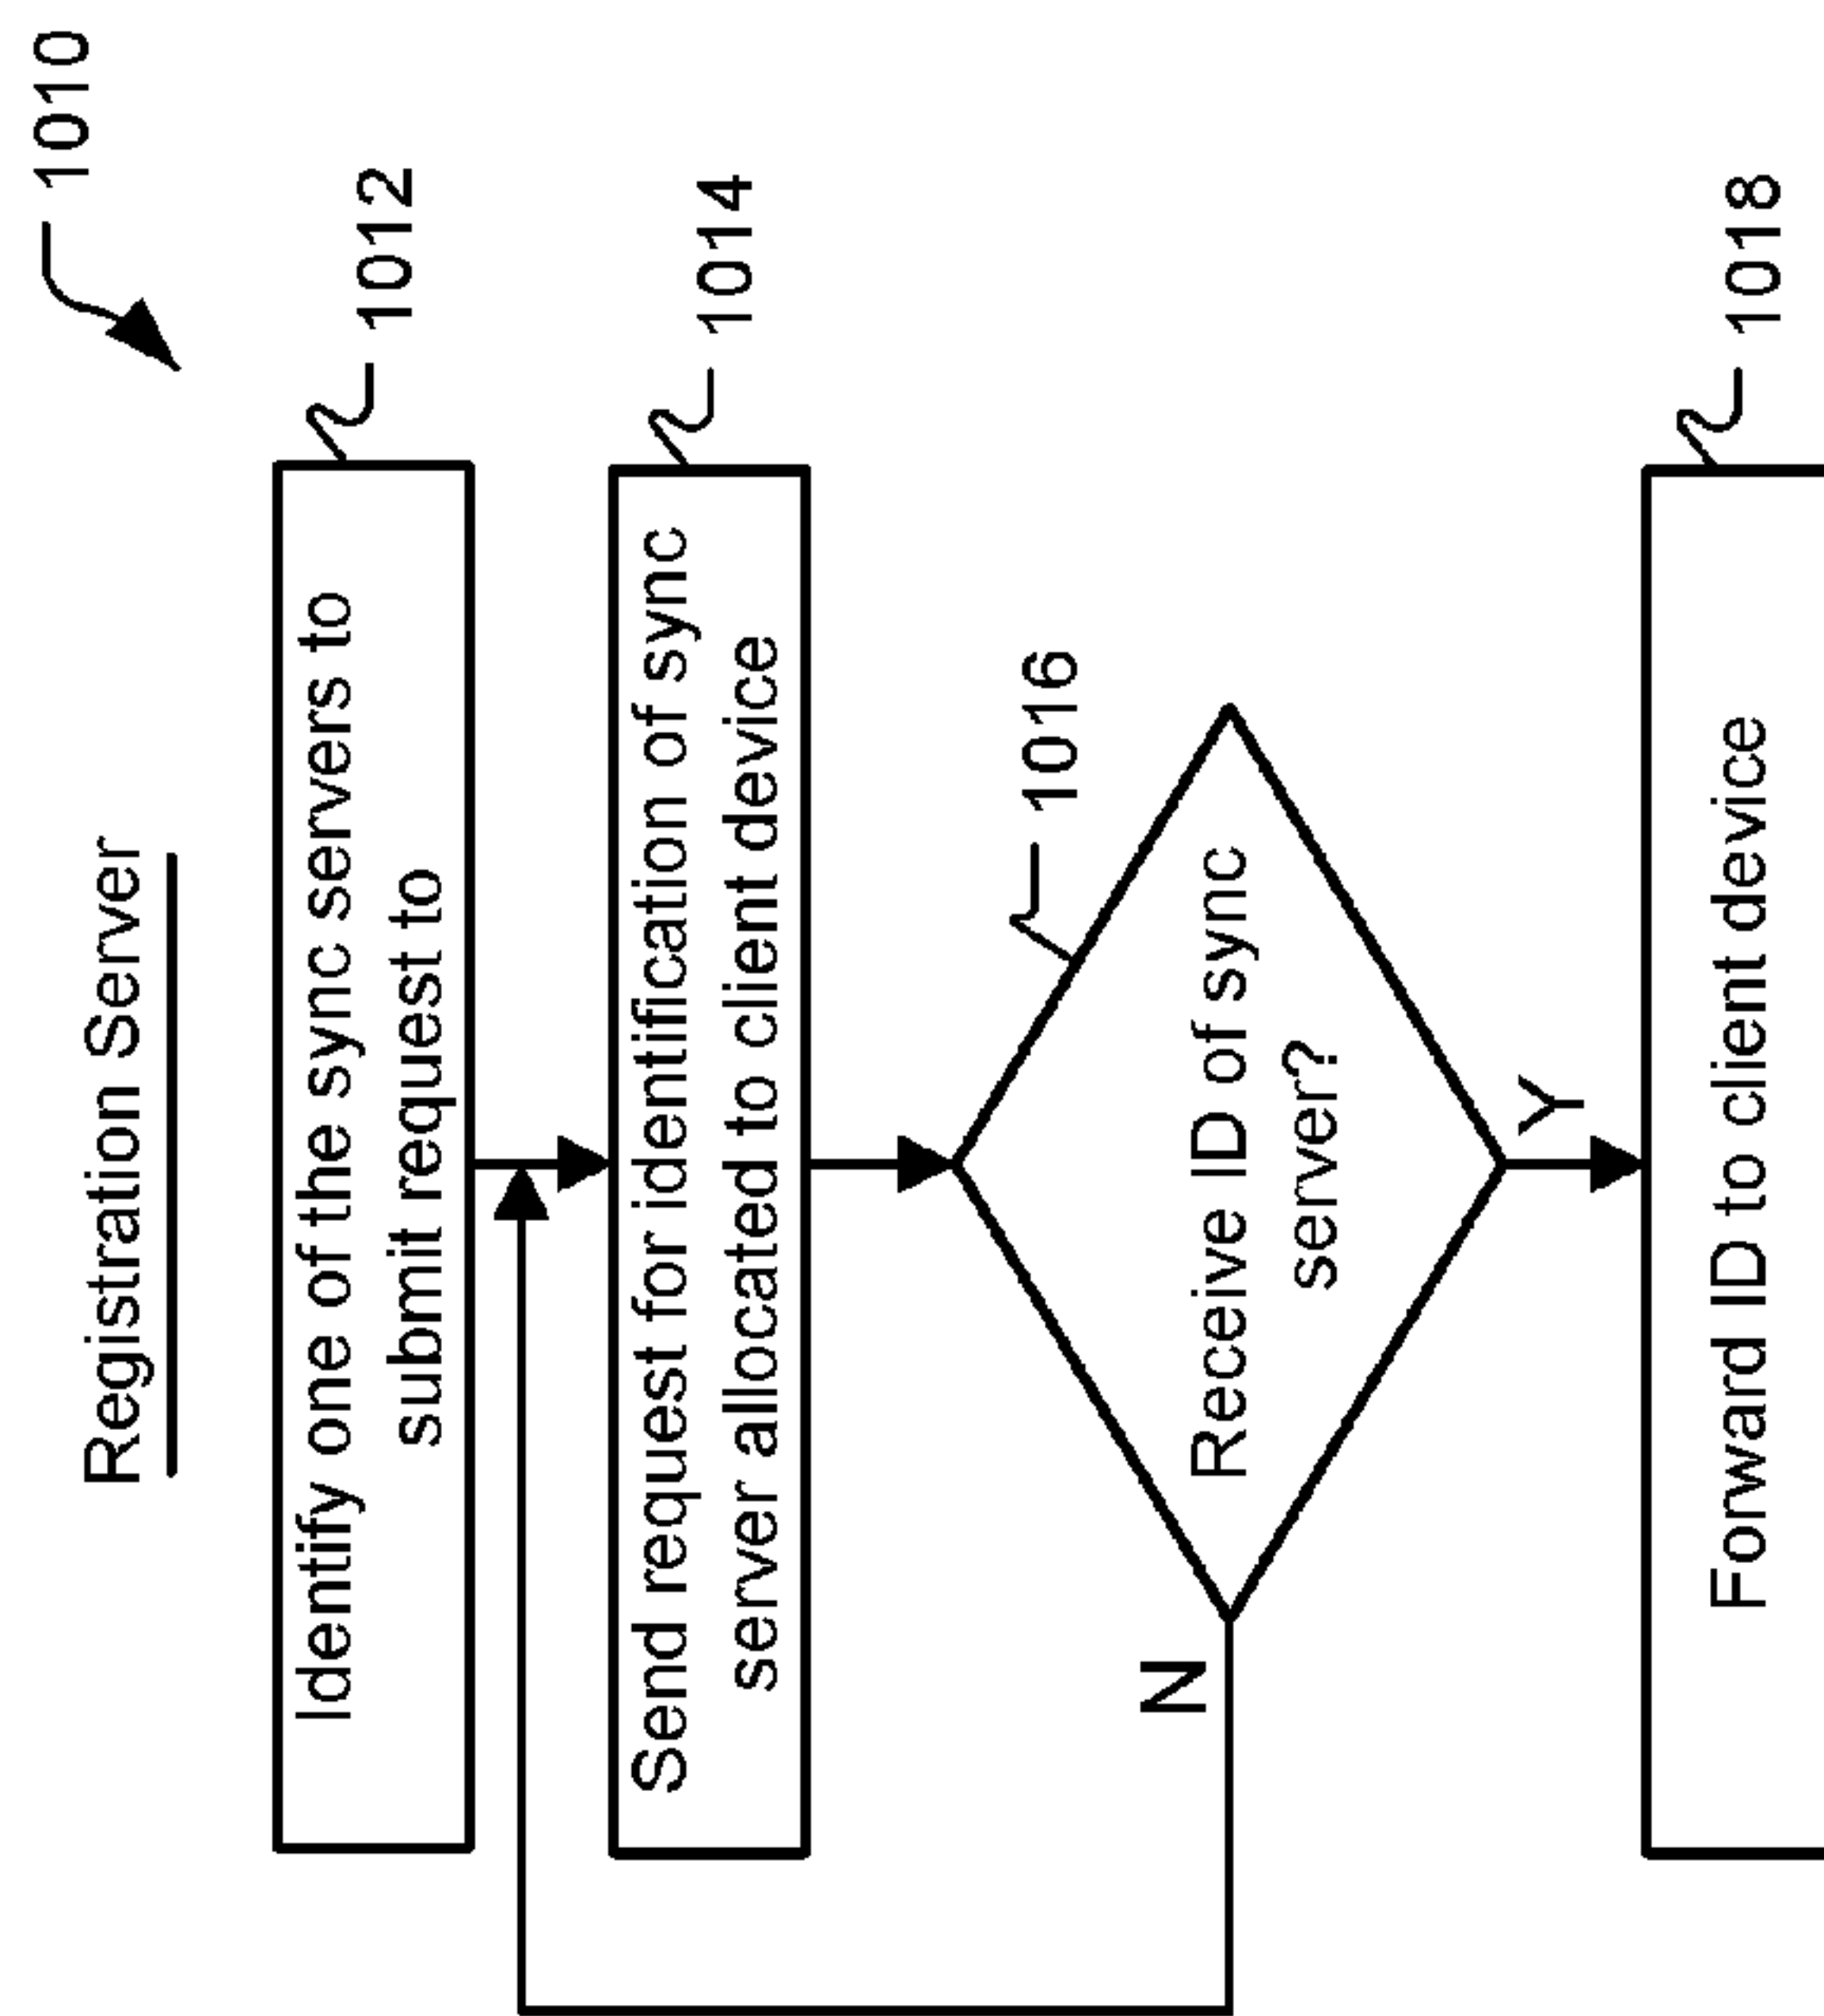 1010
Registration Server
1012
Identify one of the sync servers to
submit request to
1014
Send request for identification of sync
server allocated to client device
1016
Receive ID of sync
server?
N
Y
1018
Forward ID to client device